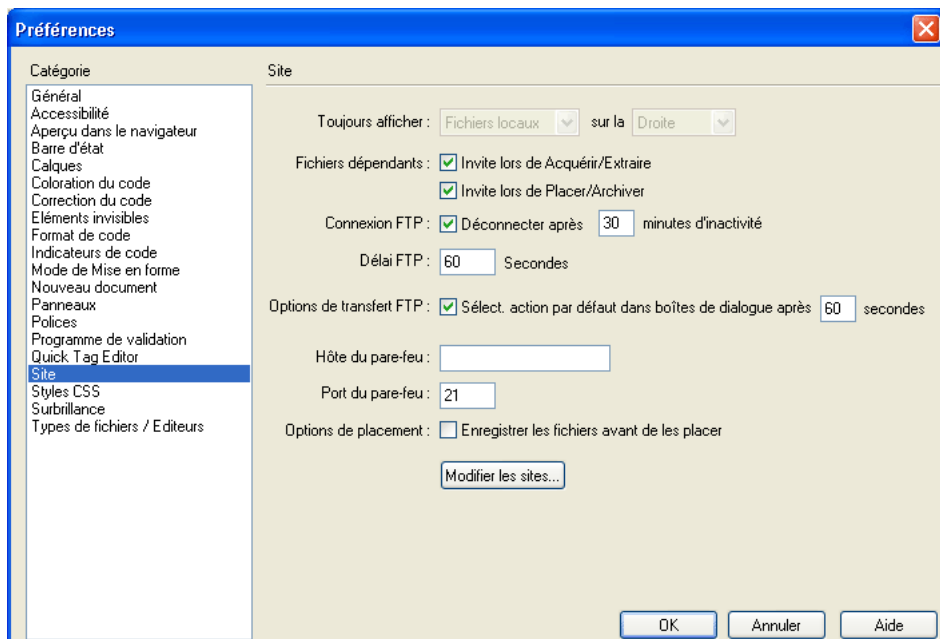 Préférences
Catégorie
Général
Accessibilité
Aperçu dans le navigateur
Barre d'état
Calques
Coloration du code
Correction du code
Eléments invisibles
Format de code
Indicateurs de code
Mode de Mise en forme
Nouveau document
Panneaux
Polices
Programme de validation
Quick Tag Editor
Site
Styles CSS
Surbrillance
Types de fichiers / Editeurs
Site
Toujours afficher : Fichiers locaux sur la Droite
Fichiers dépendants : Invite lors de Acquérir/Extraire
Invite lors de Placer/Archiver
Connexion FTP : Déconnecter après 30 minutes d'inactivité
Délai FTP : 60 Secondes
Options de transfert FTP : Sélect. action par défaut dans boîtes de dialogue après 60 secondes
Hôte du pare-feu :
Port du pare-feu : 21
Options de placement : Enregistrer les fichiers avant de les placer
Modifier les sites...
OK Annuler Aide